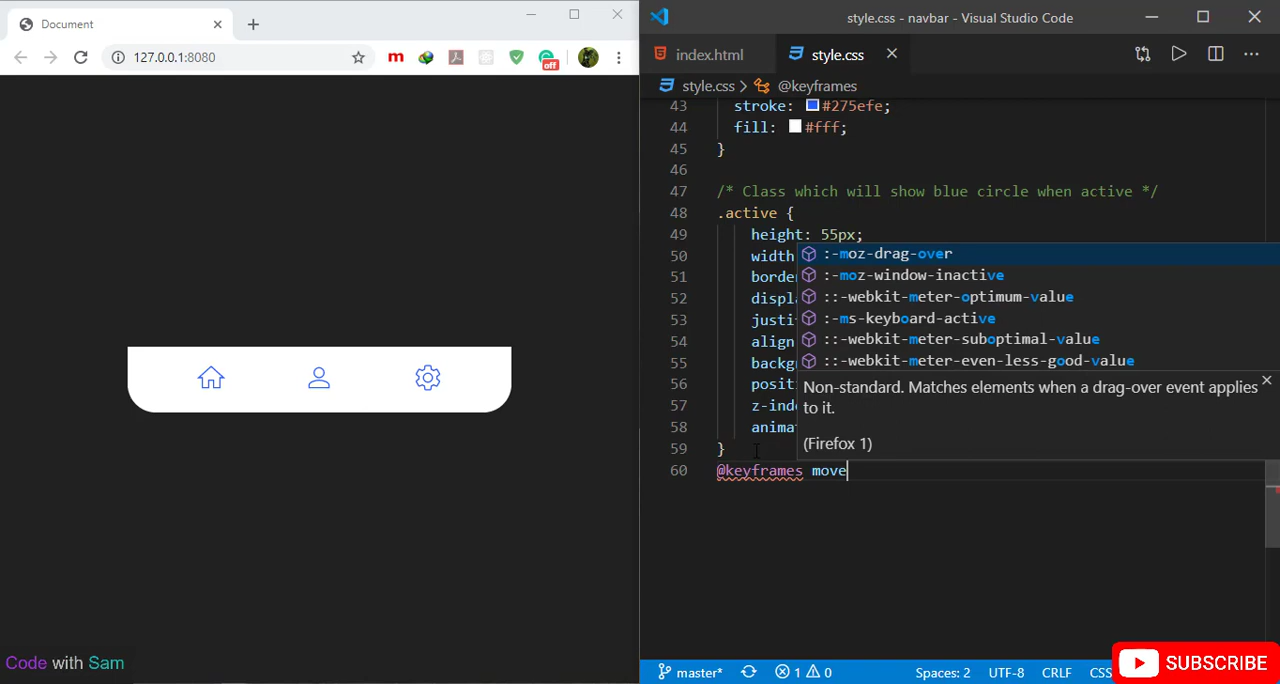 Document
127.0.0.1:8080
off
Code with Sam
style.css - navbar - Visual Studio Code
index.html
style.css
style.css > @keyframes
43 stroke: #275efe;
44 fill: #fff;
45 }
46
47 /* Class which will show blue circle when active */
48 .active {
49 height: 55px;
50 width
51 borde
52 displa
53 justi
54 align
55 backg
56 positi
57 z-inde
58 anima
59 }
60 @keyframes move
:-moz-drag-over
:-moz-window-inactive
::-webkit-meter-optimum-value
:-ms-keyboard-active
::-webkit-meter-suboptimal-value
::-webkit-meter-even-less-good-value
Non-standard. Matches elements when a drag-over event applies
to it.
(Firefox 1)
master* 1 0 Spaces: 2 UTF-8 CRLF CSS
SUBSCRIBE